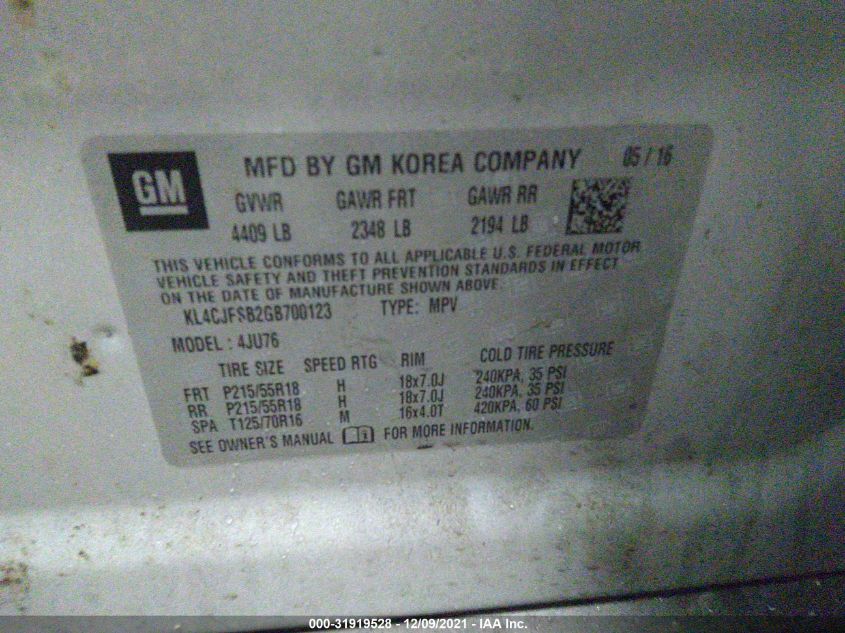 GM
MFD BY GM KOREA COMPANY 05/16
GVWR GAWR FRT GAWR RR
4409 LB 2348 LB 2194 LB
THIS VEHICLE CONFORMS TO ALL APPLICABLE U.S. FEDERAL MOTOR
VEHICLE SAFETY AND THEFT PREVENTION STANDARDS IN EFFECT
ON THE DATE OF MANUFACTURE SHOWN ABOVE.
KL4CJFSB2GB700123 TYPE: MPV
MODEL: 4JU76
TIRE SIZE SPEED RTG RIM COLD TIRE PRESSURE
FRT P215/55R18 H 18x7.0J 240KPA, 35 PSI
RR P215/55R18 H 18x7.0J 240KPA, 35 PSI
SPA T125/70R16 M 16x4.0T 420KPA, 60 PSI
SEE OWNER'S MANUAL FOR MORE INFORMATION.
000-31919528 - 12/09/2021 - IAA Inc.